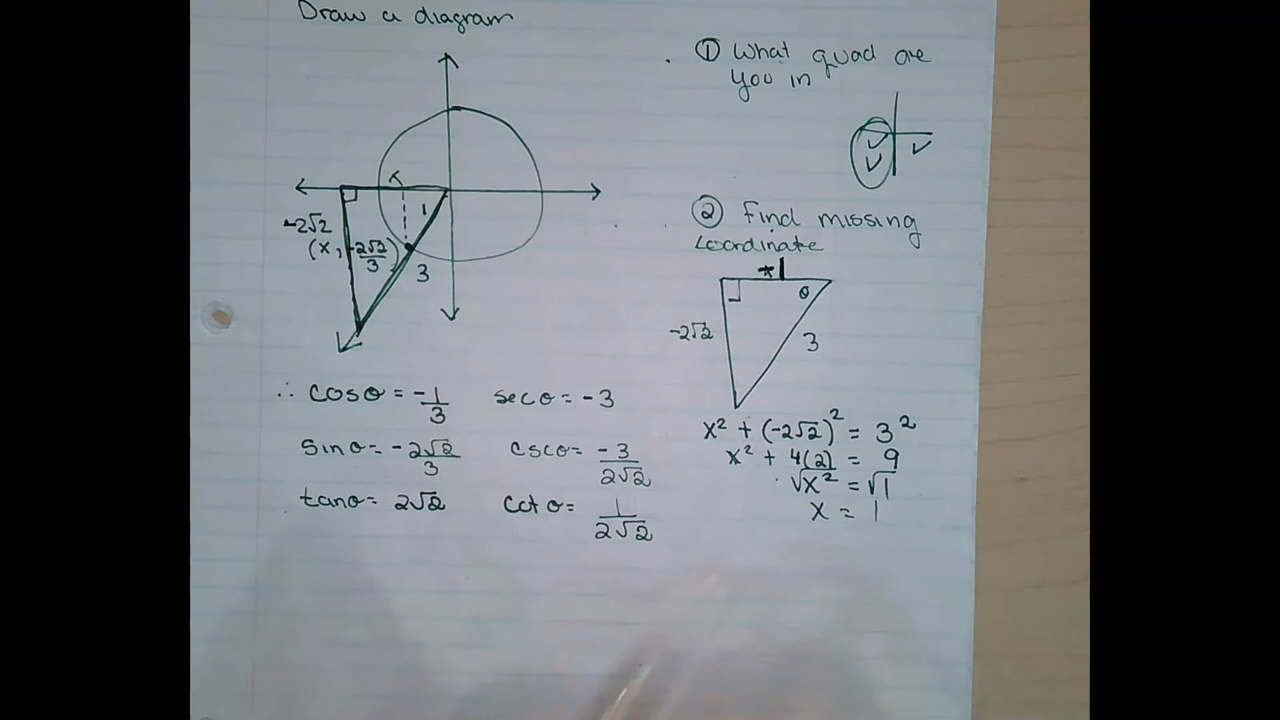 Draw a diagram
x
1
-2√2
(x, -2√2/3)
3
∴ cosθ = -1/3 secθ = -3
sinθ = -2√2/3 cscθ = -3/2√2
tanθ = 2√2 cotθ = 1/2√2
① What quad are
you in
② Find missing
coordinate
1
θ
-2√2
3
x² + (-2√2)² = 3²
x² + 4(2) = 9
√x² = √1
x = 1